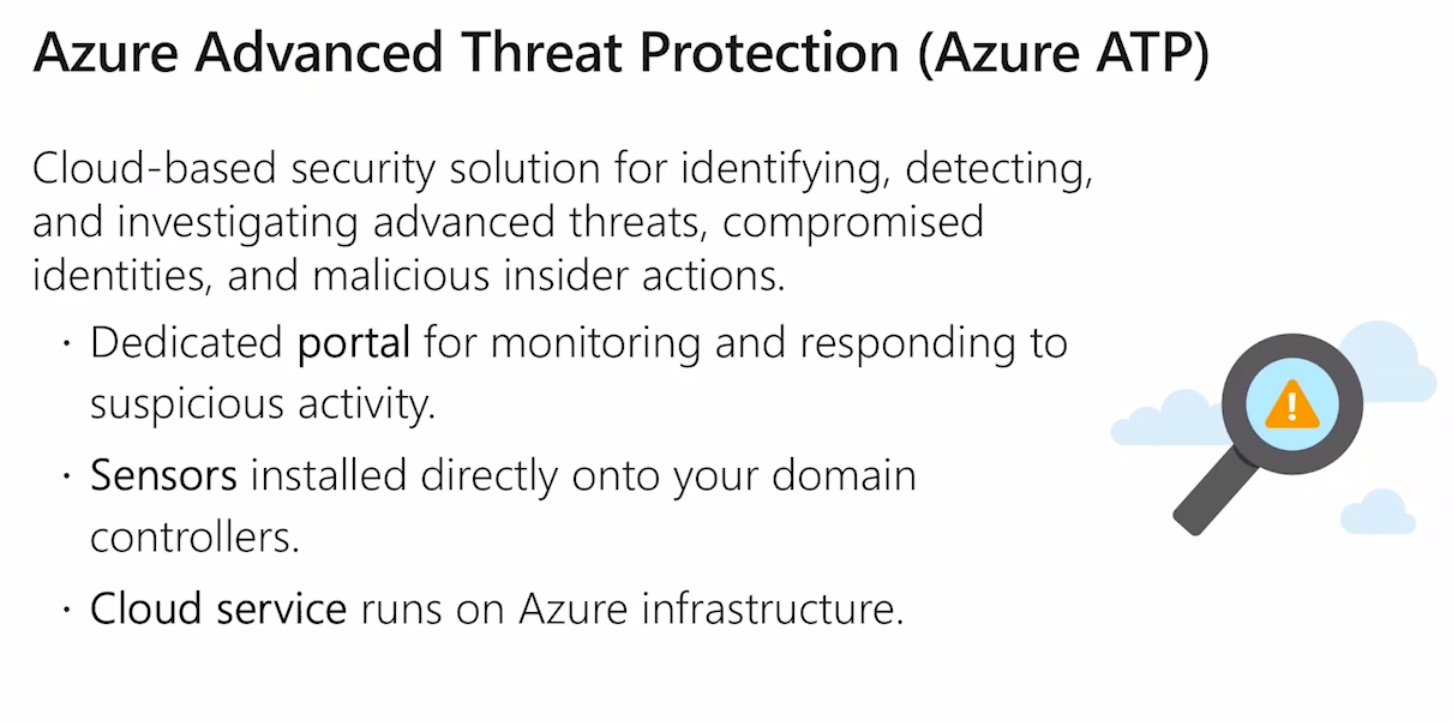 Azure Advanced Threat Protection (Azure ATP)
Cloud-based security solution for identifying, detecting,
and investigating advanced threats, compromised
identities, and malicious insider actions.
· Dedicated portal for monitoring and responding to
suspicious activity.
· Sensors installed directly onto your domain
controllers.
· Cloud service runs on Azure infrastructure.
!